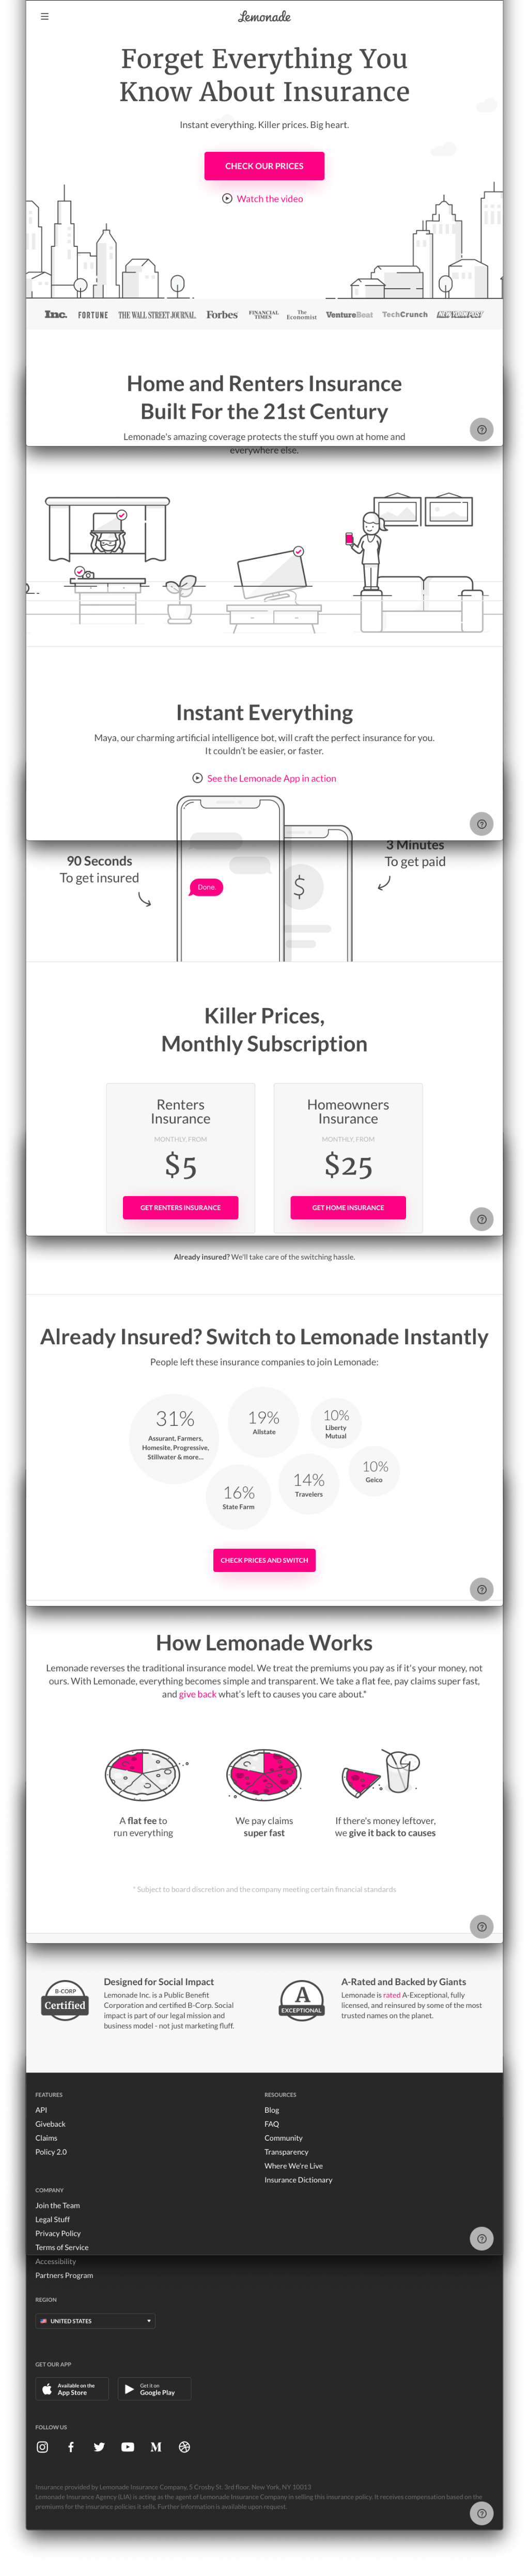 Lemonade
Forget Everything You
Know About Insurance
Instant everything. Killer prices. Big heart.
CHECK OUR PRICES
Watch the video
Inc. FORTUNE THE WALL STREET JOURNAL Forbes FINANCIAL TIMES The Economist VentureBeat TechCrunch NEW YORK POST
Home and Renters Insurance
Built For the 21st Century
Lemonade's amazing coverage protects the stuff you own at home and
everywhere else.
Instant Everything
Maya, our charming artificial intelligence bot, will craft the perfect insurance for you.
It couldn't be easier, or faster.
See the Lemonade App in action
90 Seconds
To get insured
3 Minutes
To get paid
Done.
$
Killer Prices,
Monthly Subscription
Renters
Insurance
MONTHLY, FROM
$5
GET RENTERS INSURANCE
Homeowners
Insurance
MONTHLY, FROM
$25
GET HOME INSURANCE
Already insured? We'll take care of the switching hassle.
Already Insured? Switch to Lemonade Instantly
People left these insurance companies to join Lemonade:
31%
Assurant, Farmers,
Homesite, Progressive,
Stillwater & more...
19%
Allstate
10%
Liberty
Mutual
10%
Geico
16%
State Farm
14%
Travelers
CHECK PRICES AND SWITCH
How Lemonade Works
Lemonade reverses the traditional insurance model. We treat the premiums you pay as if it's your money, not
ours. With Lemonade, everything becomes simple and transparent. We take a flat fee, pay claims super fast,
and give back what's left to causes you care about.*
A flat fee to
run everything
We pay claims
super fast
If there's money leftover,
we give it back to causes
* Subject to board discretion and the company meeting certain financial standards
B-CORP
Certified
Designed for Social Impact
Lemonade Inc. is a Public Benefit
Corporation and certified B-Corp. Social
impact is part of our legal mission and
business model - not just marketing fluff.
A
EXCEPTIONAL
A-Rated and Backed by Giants
Lemonade is rated A-Exceptional, fully
licensed, and reinsured by some of the most
trusted names on the planet.
FEATURES
API
Giveback
Claims
Policy 2.0
RESOURCES
Blog
FAQ
Community
Transparency
Where We're Live
Insurance Dictionary
COMPANY
Join the Team
Legal Stuff
Privacy Policy
Terms of Service
Accessibility
Partners Program
REGION
UNITED STATES
GET OUR APP
Available on the
App Store
Get it on
Google Play
FOLLOW US
Insurance provided by Lemonade Insurance Company, 5 Crosby St. 3rd floor, New York, NY 10013
Lemonade Insurance Agency (LIA) is acting as the agent of Lemonade Insurance Company in selling this insurance policy. It receives compensation based on the
premiums for the insurance policies it sells. Further information is available upon request.